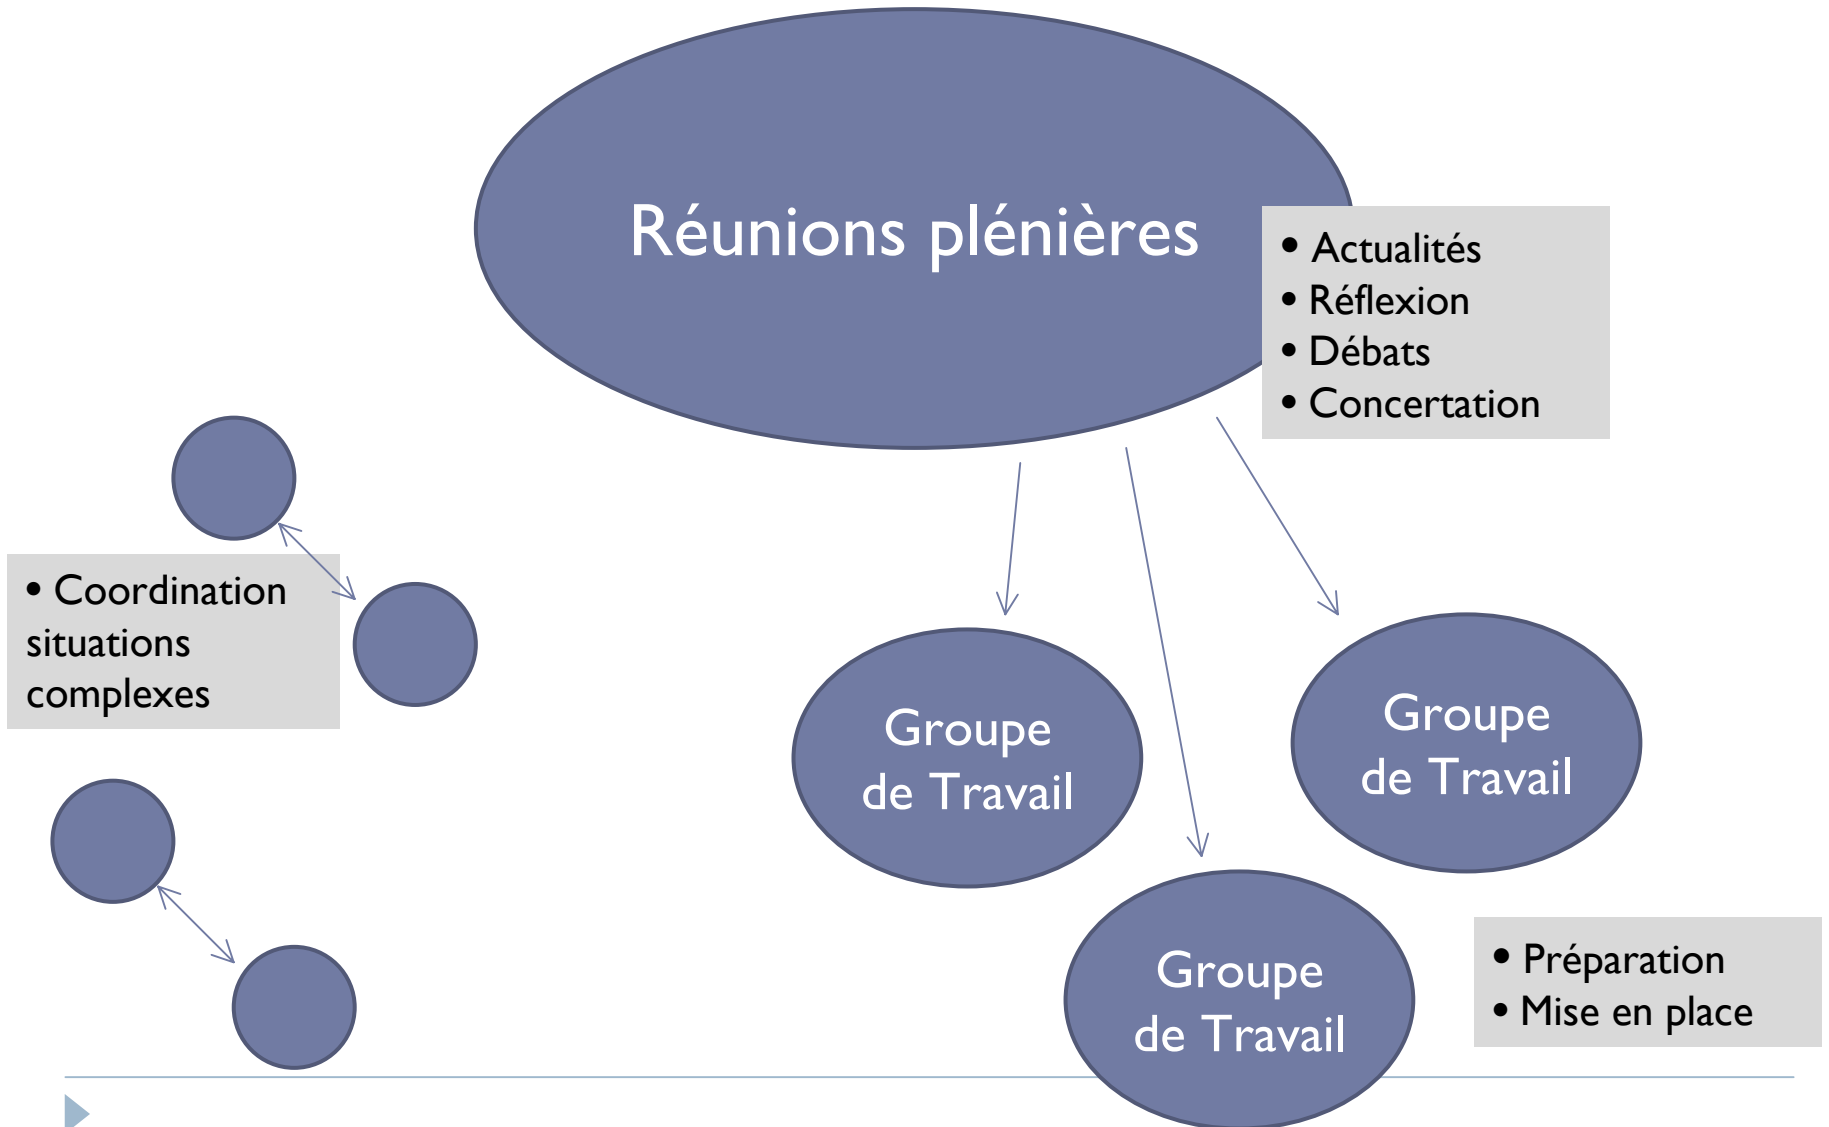 Réunions plénières
• Actualités
• Réflexion
• Débats
• Concertation
• Coordination
situations
complexes
Groupe
de Travail
Groupe
de Travail
Groupe
de Travail
• Préparation
• Mise en place